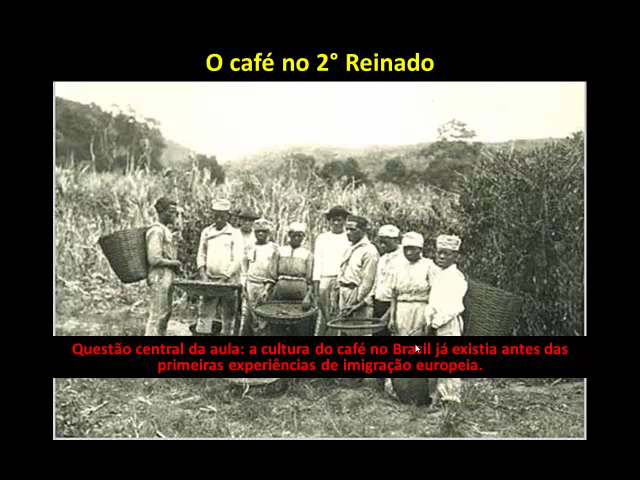 O café no 2° Reinado
Questão central da aula: a cultura do café no Brasil já existia antes das
primeiras experiências de imigração europeia.